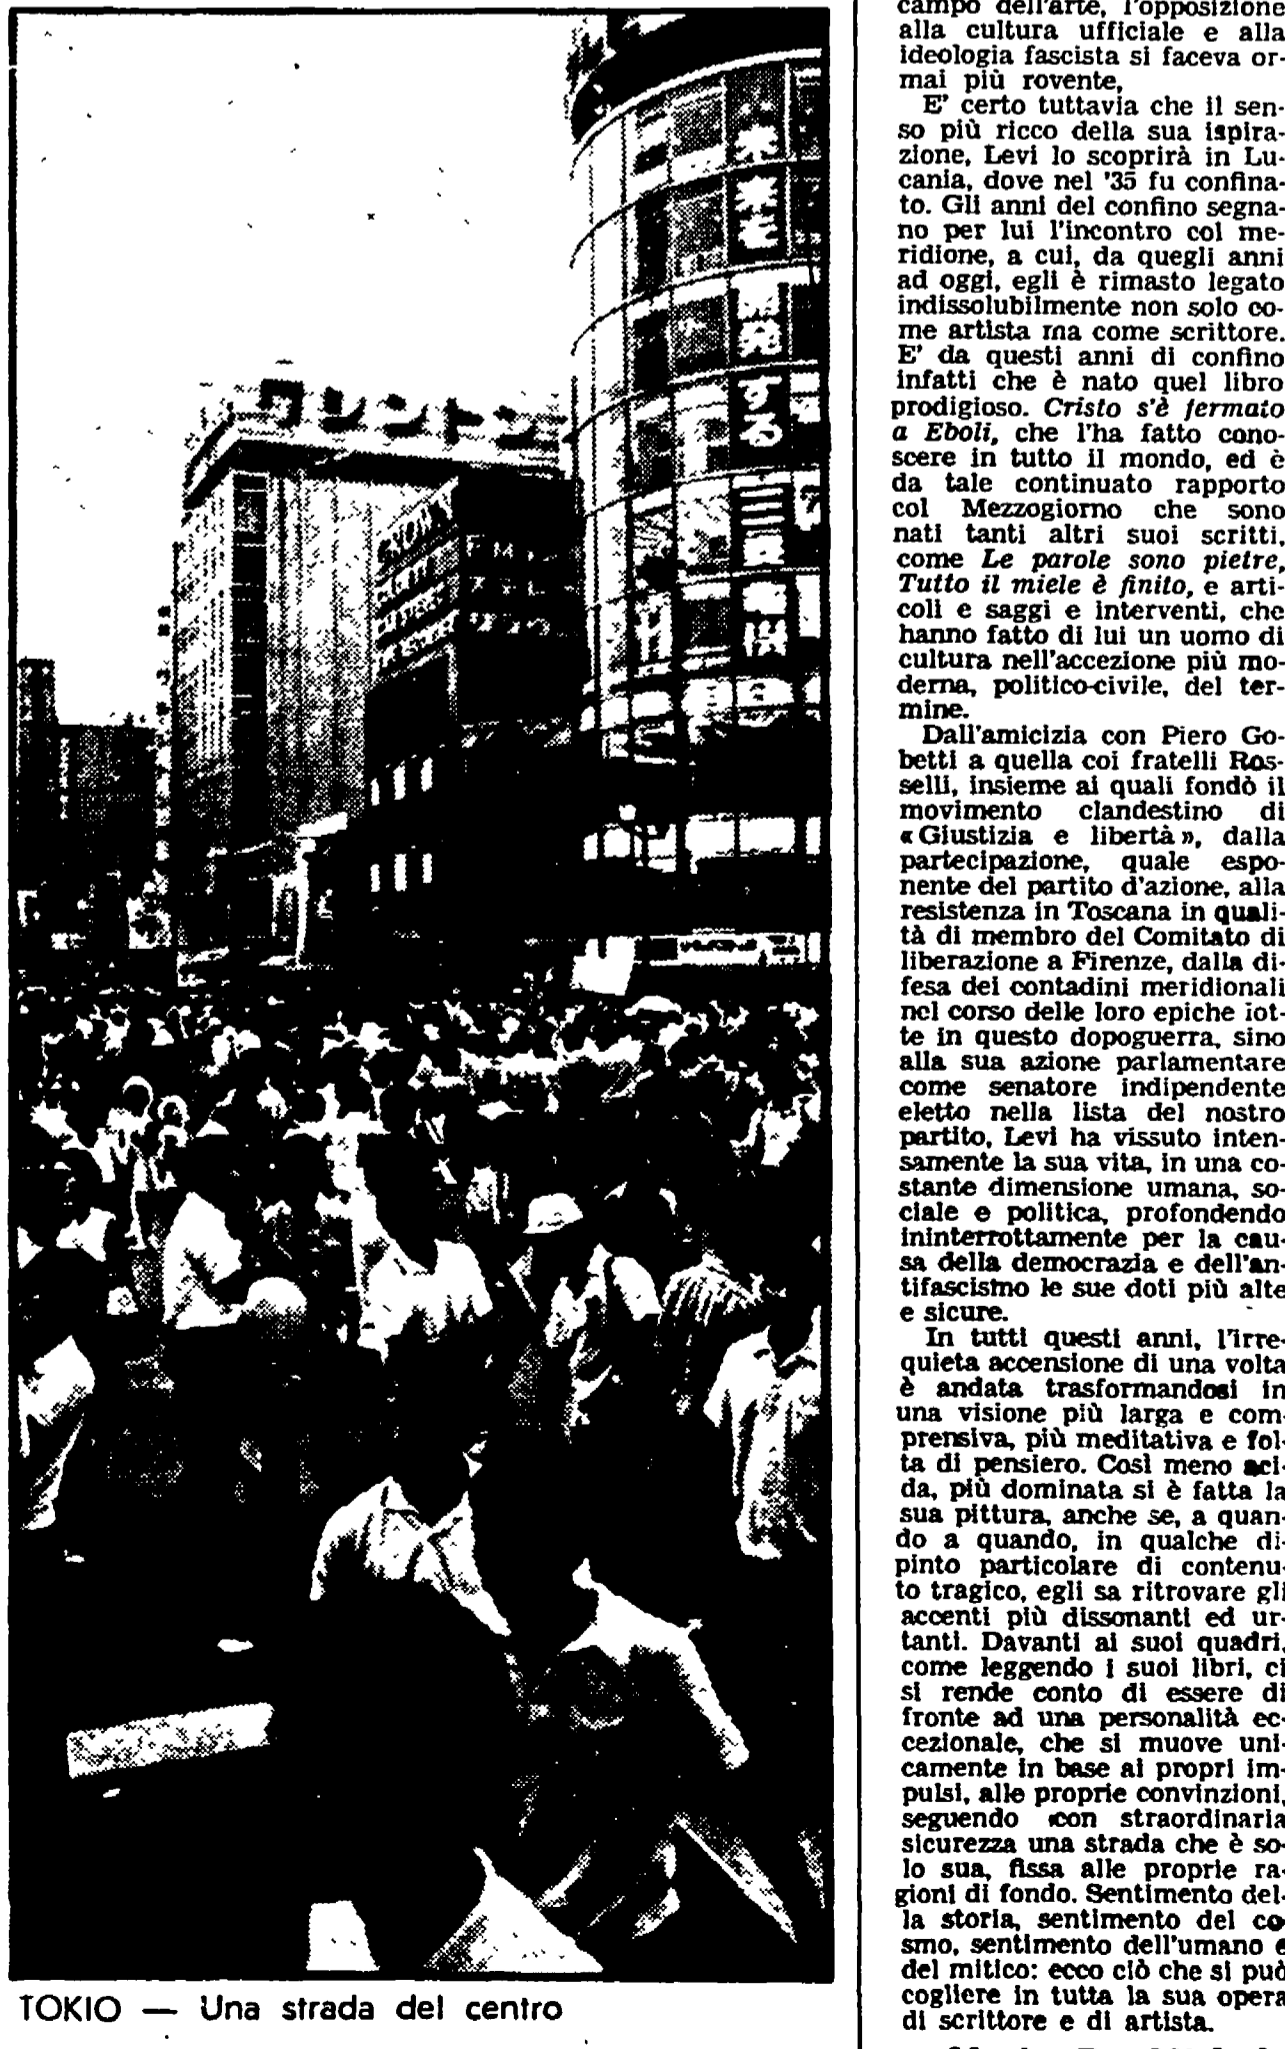 クレントン
TOKIO — Una strada del centro
campo dell'arte, l'opposizione
alla cultura ufficiale e alla
ideologia fascista si faceva or-
mai più rovente,
E' certo tuttavia che il sen-
so più ricco della sua ispira-
zione, Levi lo scoprirà in Lu-
cania, dove nel '35 fu confina-
to. Gli anni del confino segna-
no per lui l'incontro col me-
ridione, a cui, da quegli anni
ad oggi, egli è rimasto legato
indissolubilmente non solo co-
me artista ma come scrittore.
E' da questi anni di confino
infatti che è nato quel libro
prodigioso. Cristo s'è fermato
a Eboli, che l'ha fatto cono-
scere in tutto il mondo, ed è
da tale continuato rapporto
col Mezzogiorno che sono
nati tanti altri suoi scritti,
come Le parole sono pietre,
Tutto il miele è finito, e arti-
coli e saggi e interventi, che
hanno fatto di lui un uomo di
cultura nell'accezione più mo-
derna, politico-civile, del ter-
mine.
Dall'amicizia con Piero Go-
betti a quella coi fratelli Ros-
selli, insieme ai quali fondò il
movimento clandestino di
«Giustizia e libertà», dalla
partecipazione, quale espo-
nente del partito d'azione, alla
resistenza in Toscana in quali-
tà di membro del Comitato di
liberazione a Firenze, dalla di-
fesa dei contadini meridionali
nel corso delle loro epiche lot-
te in questo dopoguerra, sino
alla sua azione parlamentare
come senatore indipendente
eletto nella lista del nostro
partito, Levi ha vissuto inten-
samente la sua vita, in una co-
stante dimensione umana, so-
ciale e politica, profondendo
ininterrottamente per la cau-
sa della democrazia e dell'an-
tifascismo le sue doti più alte
e sicure.
In tutti questi anni, l'irre-
quieta accensione di una volta
è andata trasformandosi in
una visione più larga e com-
prensiva, più meditativa e fol-
ta di pensiero. Così meno aci-
da, più dominata si è fatta la
sua pittura, anche se, a quan-
do a quando, in qualche di-
pinto particolare di contenu-
to tragico, egli sa ritrovare gli
accenti più dissonanti ed ur-
tanti. Davanti ai suoi quadri,
come leggendo i suoi libri, ci
si rende conto di essere di
fronte ad una personalità ec-
cezionale, che si muove uni-
camente in base ai propri im-
pulsi, alle proprie convinzioni,
seguendo con straordinaria
sicurezza una strada che è so-
lo sua, fissa alle proprie ra-
gioni di fondo. Sentimento del-
la storia, sentimento del co-
smo, sentimento dell'umano e
del mitico: ecco ciò che si può
cogliere in tutta la sua opera
di scrittore e di artista.